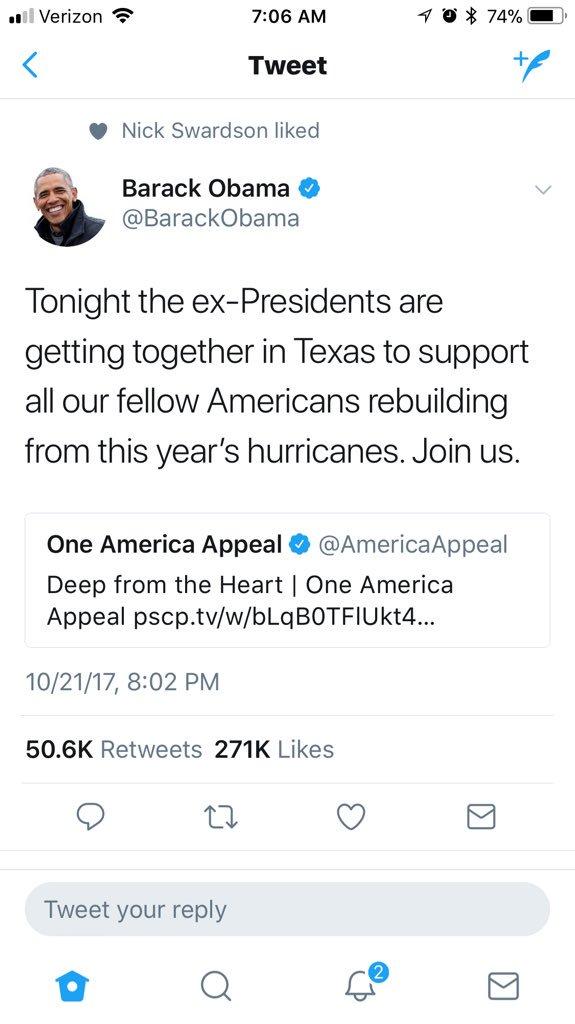 Verizon 7:06 AM 74%
Tweet
Nick Swardson liked
Barack Obama
@BarackObama
Tonight the ex-Presidents are
getting together in Texas to support
all our fellow Americans rebuilding
from this year's hurricanes. Join us.
One America Appeal @AmericaAppeal
Deep from the Heart | One America
Appeal pscp.tv/w/bLqB0TFlUkt4...
10/21/17, 8:02 PM
50.6K Retweets 271K Likes
Tweet your reply
2